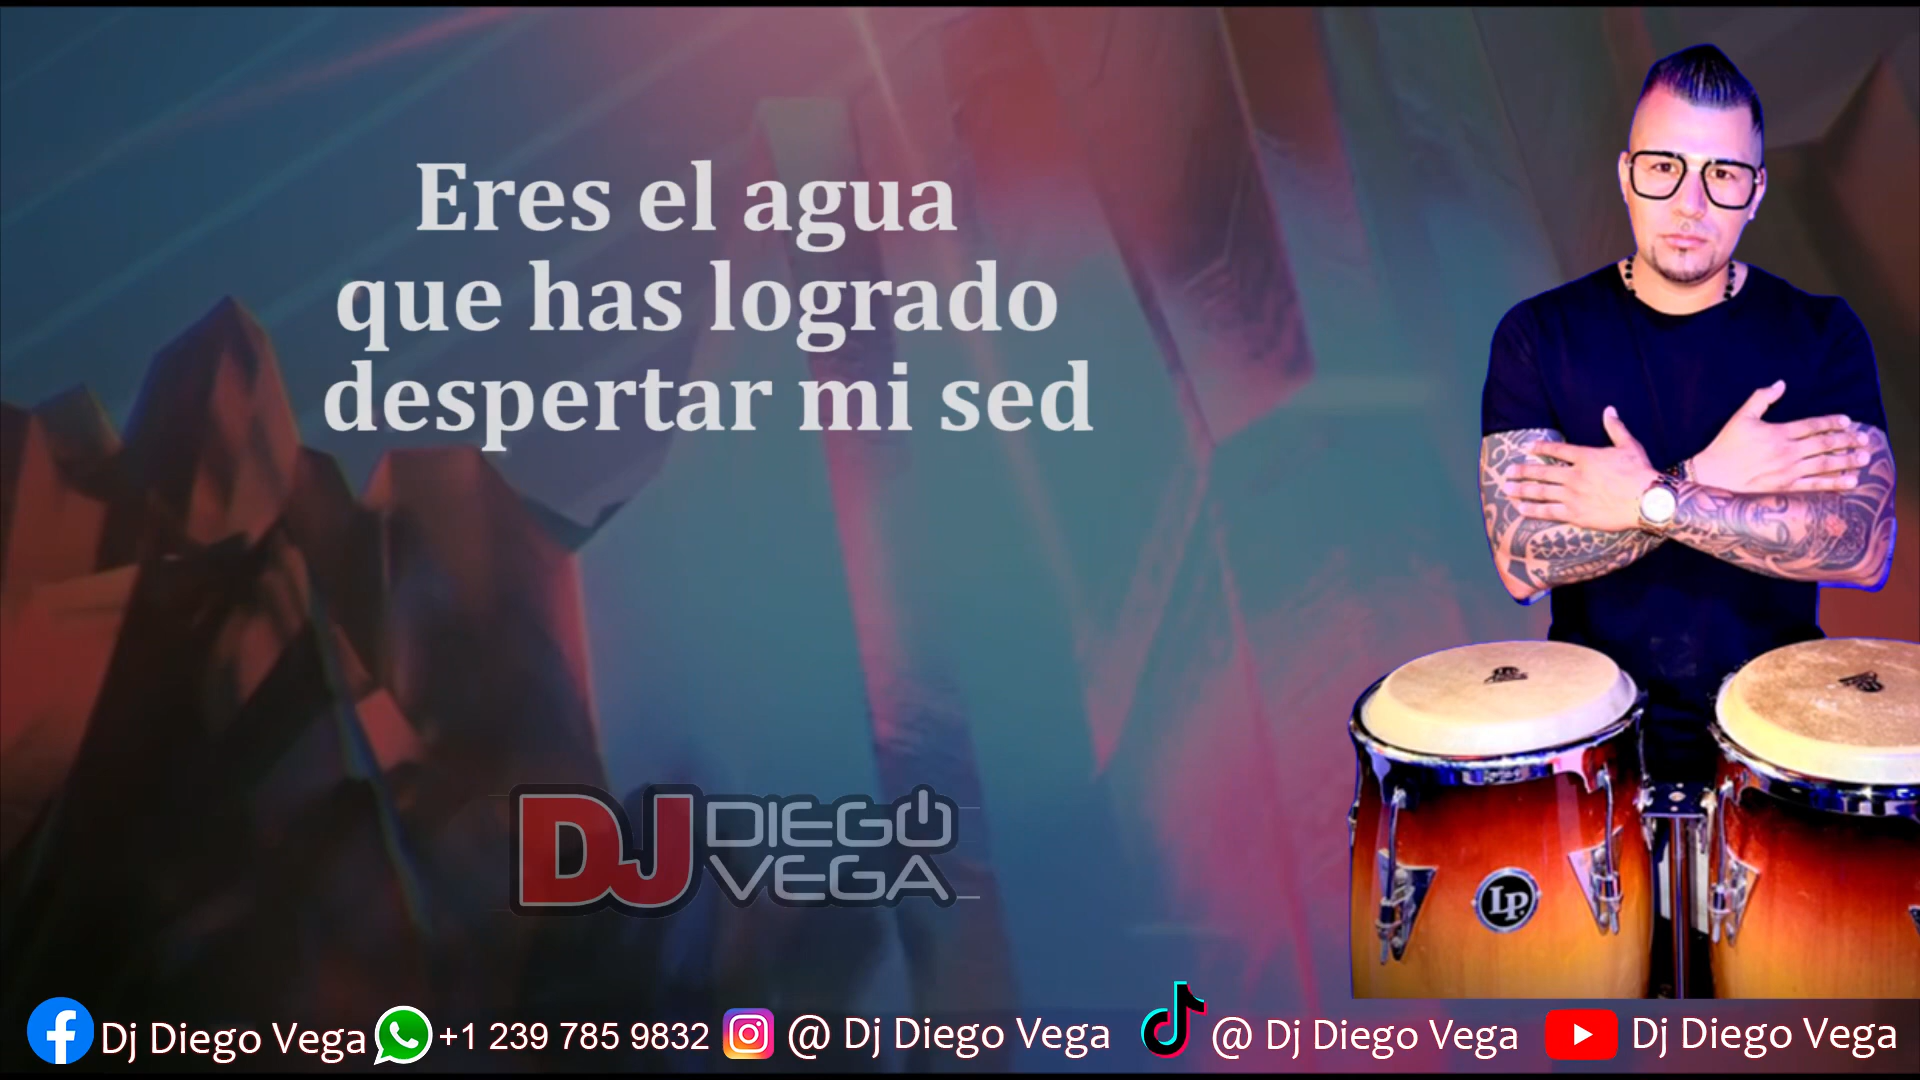 Eres el agua
que has logrado
despertar mi sed
DJ DIEGO
VEGA
LP
Dj Diego Vega +1 239 785 9832 @ Dj Diego Vega @ Dj Diego Vega Dj Diego Vega